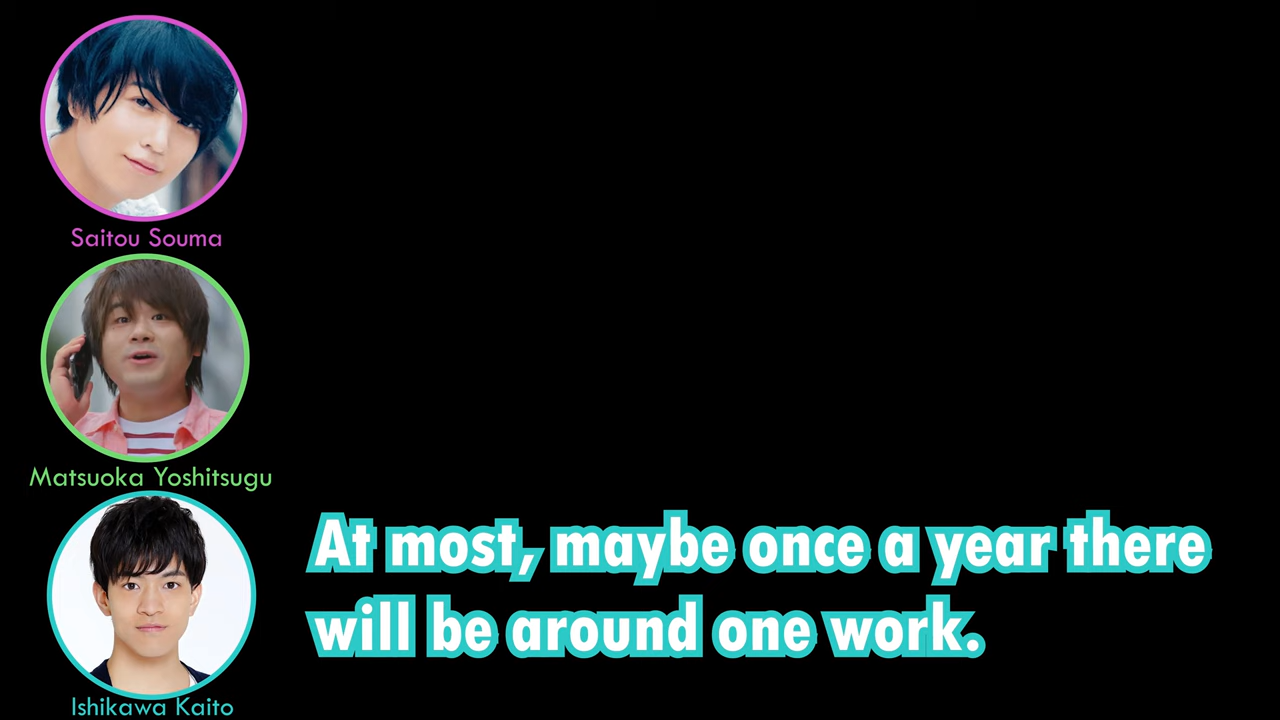 Saitou Souma
Matsuoka Yoshitsugu
At most, maybe once a year there
will be around one work.
Ishikawa Kaito